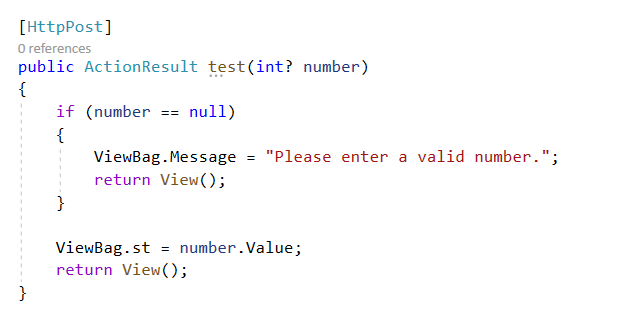 [HttpPost]
0 references
public ActionResult test(int? number)
{
    if (number == null)
    {
        ViewBag.Message = "Please enter a valid number.";
        return View();
    }

    ViewBag.st = number.Value;
    return View();
}